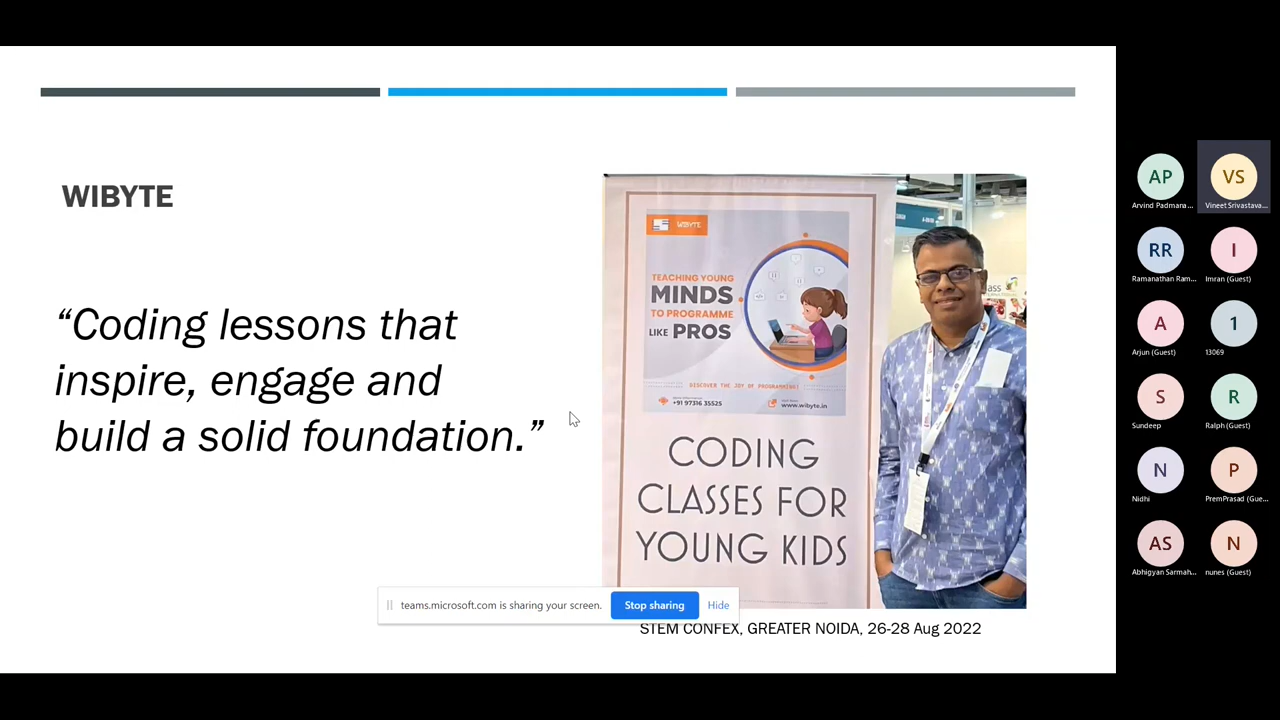 WIBYTE
“Coding lessons that
inspire, engage and
build a solid foundation.”
WIBYTE
TEACHING YOUNG
MINDS
TO PROGRAMME
LIKE PROS
DISCOVER THE JOY OF PROGRAMMING!
+91 97316 35525
www.wibyte.in
CODING
CLASSES FOR
YOUNG KIDS
ass
teams.microsoft.com is sharing your screen.
Stop sharing
Hide
STEM CONFEX, GREATER NOIDA, 26-28 Aug 2022
AP
Arvind Padmana...
VS
Vineet Srivastava...
RR
Ramanathan Ram...
I
Imran (Guest)
A
Arjun (Guest)
1
13069
S
Sundeep
R
Ralph (Guest)
N
Nidhi
P
PremPrasad (Gue...
AS
Abhigyan Sarmah...
N
nunes (Guest)